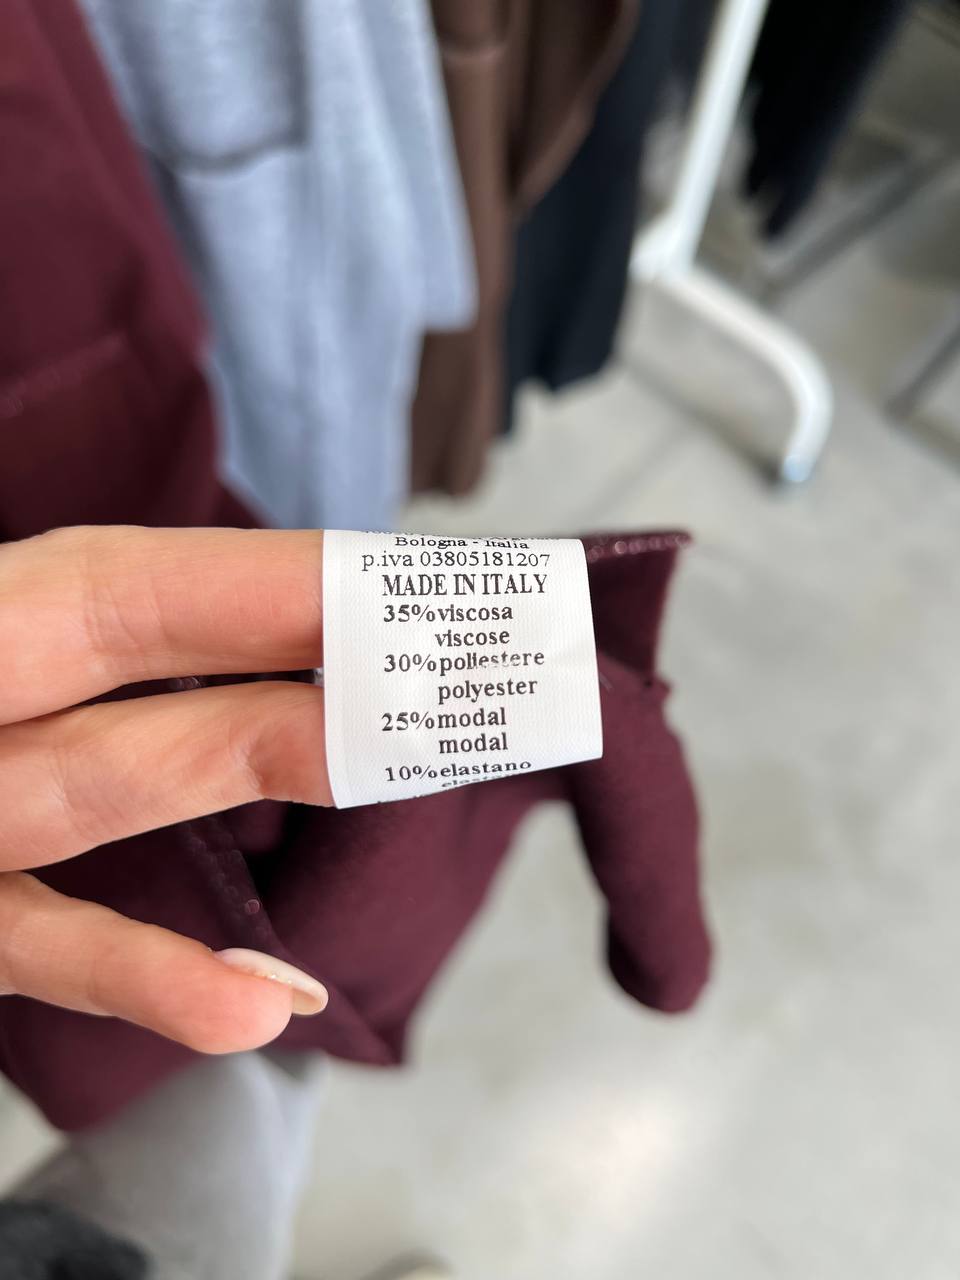 Bologna - Italia
p.iva 03805181207
MADE IN ITALY
35%viscosa
viscose
30%poliestere
polyester
25%modal
modal
10%elastano